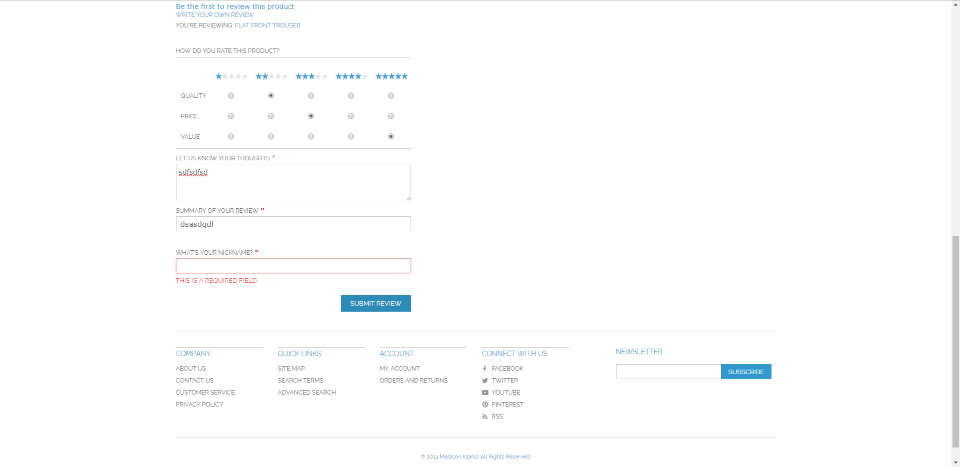 Be the first to review this product
WRITE YOUR OWN REVIEW
YOU'RE REVIEWING: FLAT FRONT TROUSER
HOW DO YOU RATE THIS PRODUCT?
QUALITY
PRICE
VALUE
LET US KNOW YOUR THOUGHTS *
sdfsdfsd
SUMMARY OF YOUR REVIEW *
dsasdgdl
WHAT'S YOUR NICKNAME? *
THIS IS A REQUIRED FIELD.
SUBMIT REVIEW
COMPANY
ABOUT US
CONTACT US
CUSTOMER SERVICE
PRIVACY POLICY
QUICK LINKS
SITE MAP
SEARCH TERMS
ADVANCED SEARCH
ACCOUNT
MY ACCOUNT
ORDERS AND RETURNS
CONNECT WITH US
FACEBOOK
TWITTER
YOUTUBE
PINTEREST
RSS
NEWSLETTER
SUBSCRIBE
© 2014 Madison Island. All Rights Reserved.